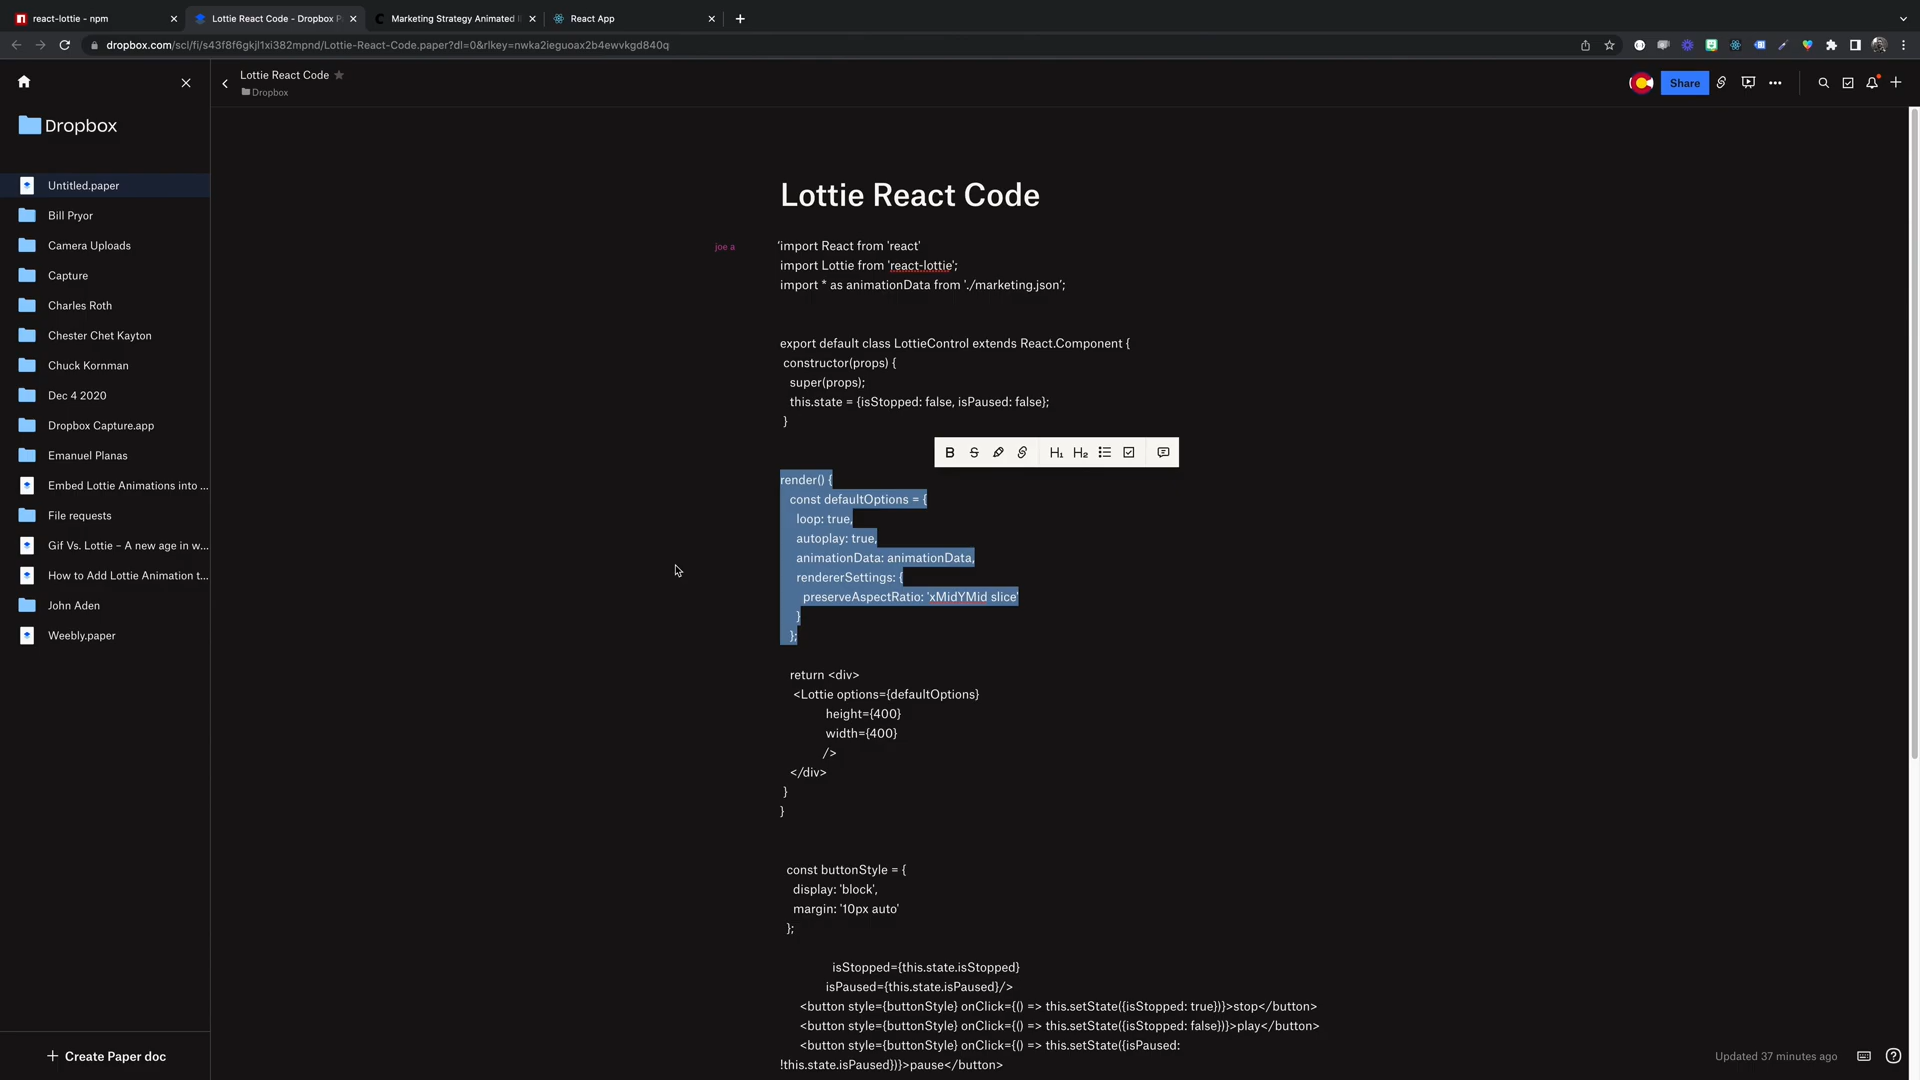 react-lottie - npm
Lottie React Code - Dropbox P
Marketing Strategy Animated I
React App
dropbox.com/scl/fi/s43f8f6gkjl1xi382mpnd/Lottie-React-Code.paper?dl=0&rlkey=nwka2ieguoax2b4ewvkgd840q
Lottie React Code
Dropbox
Share
Dropbox
Untitled.paper
Bill Pryor
Camera Uploads
Capture
Charles Roth
Chester Chet Kayton
Chuck Kornman
Dec 4 2020
Dropbox Capture.app
Emanuel Planas
Embed Lottie Animations into ...
File requests
Gif Vs. Lottie – A new age in w...
How to Add Lottie Animation t...
John Aden
Weebly.paper
Create Paper doc
Lottie React Code
joe a
'import React from 'react'
import Lottie from 'react-lottie';
import * as animationData from './marketing.json';
export default class LottieControl extends React.Component {
constructor(props) {
super(props);
this.state = {isStopped: false, isPaused: false};
}
B S H1 H2
render() {
const defaultOptions = {
loop: true,
autoplay: true,
animationData: animationData,
rendererSettings: {
preserveAspectRatio: 'xMidYMid slice'
}
};
return <div>
<Lottie options={defaultOptions}
height={400}
width={400}
/>
</div>
}
}
const buttonStyle = {
display: 'block',
margin: '10px auto'
};
isStopped={this.state.isStopped}
isPaused={this.state.isPaused}/>
<button style={buttonStyle} onClick={() => this.setState({isStopped: true})}>stop</button>
<button style={buttonStyle} onClick={() => this.setState({isStopped: false})}>play</button>
<button style={buttonStyle} onClick={() => this.setState({isPaused:
!this.state.isPaused})}>pause</button>
Updated 37 minutes ago